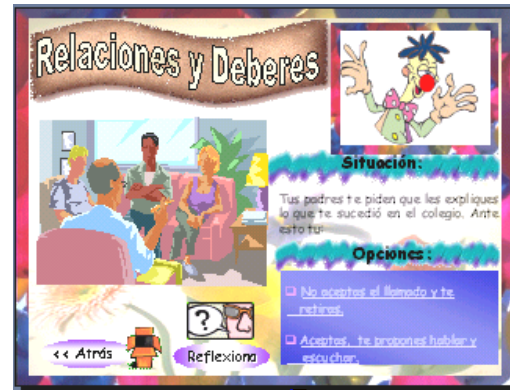 Relaciones y Deberes
Situación:
Tus padres te piden que les expliques
lo que te sucedió en el colegio. Ante
esto tu:
Opciones:
No aceptas el llamado y te
retiras.
Aceptas, te propones hablar y
escuchar.
?
<< Atrás
Reflexiona